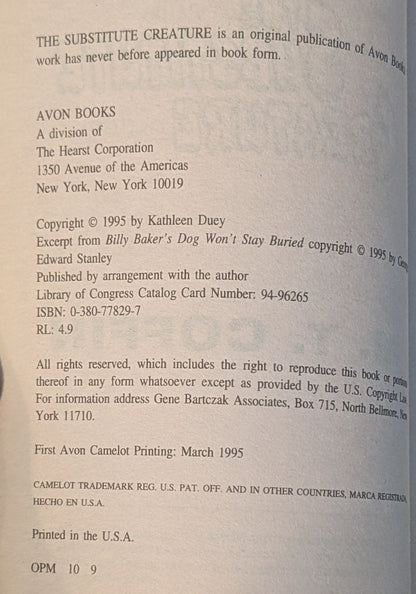 THE SUBSTITUTE CREATURE is an original publication of Avon Books.
work has never before appeared in book form.
AVON BOOKS
A division of
The Hearst Corporation
1350 Avenue of the Americas
New York, New York 10019
Copyright © 1995 by Kathleen Duey
Excerpt from Billy Baker's Dog Won't Stay Buried copyright © 1995 by
Edward Stanley
Published by arrangement with the author
Library of Congress Catalog Card Number: 94-96265
ISBN: 0-380-77829-7
RL: 4.9
All rights reserved, which includes the right to reproduce this book or
thereof in any form whatsoever except as provided by the U.S. Copyright Law.
For information address Gene Bartczak Associates, Box 715, North Bellmore, New
York 11710.
First Avon Camelot Printing: March 1995
CAMELOT TRADEMARK REG. U.S. PAT. OFF. AND IN OTHER COUNTRIES, MARCA REGISTRADA,
HECHO EN U.S.A.
Printed in the U.S.A.
OPM 10 9